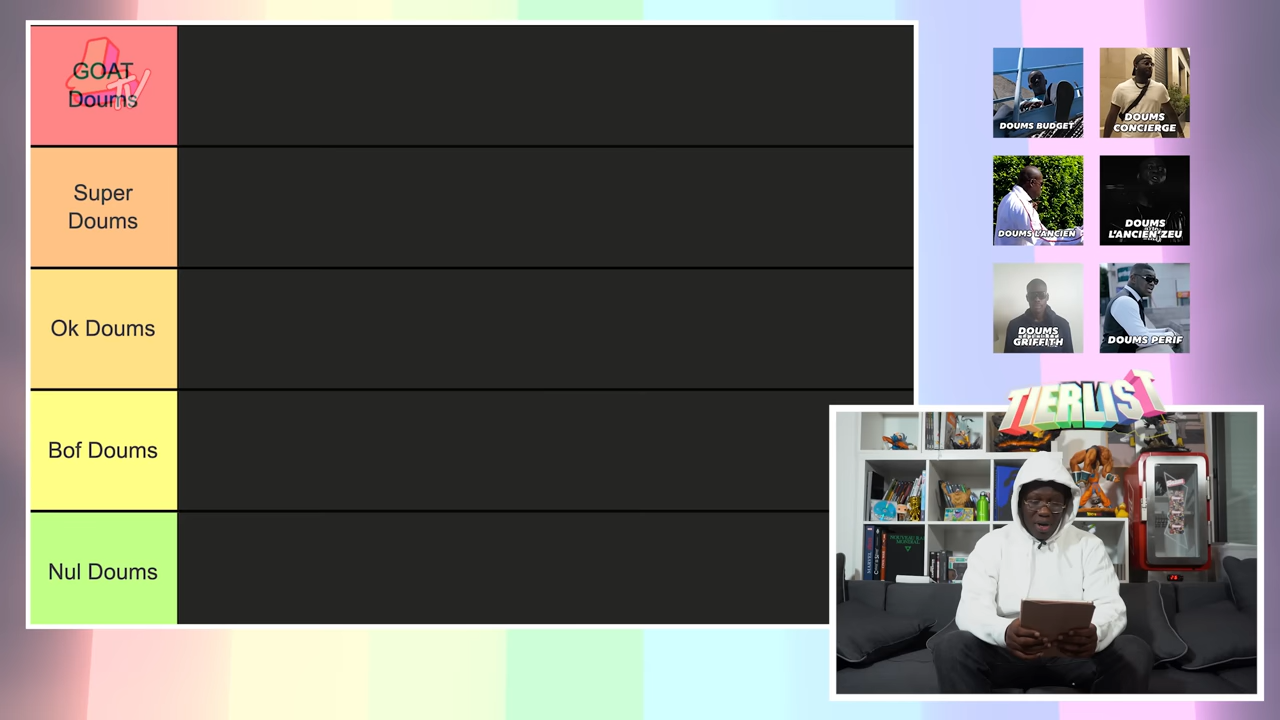 GOAT
Doums
TV
Super
Doums
Ok Doums
Bof Doums
Nul Doums
DOUMS BUDGET
DOUMS
CONCIERGE
DOUMS L'ANCIEN
DOUMS
L'ANCIEN ZEU
DOUMS
GRIFFITH
DOUMS PERIF
TIERLIST